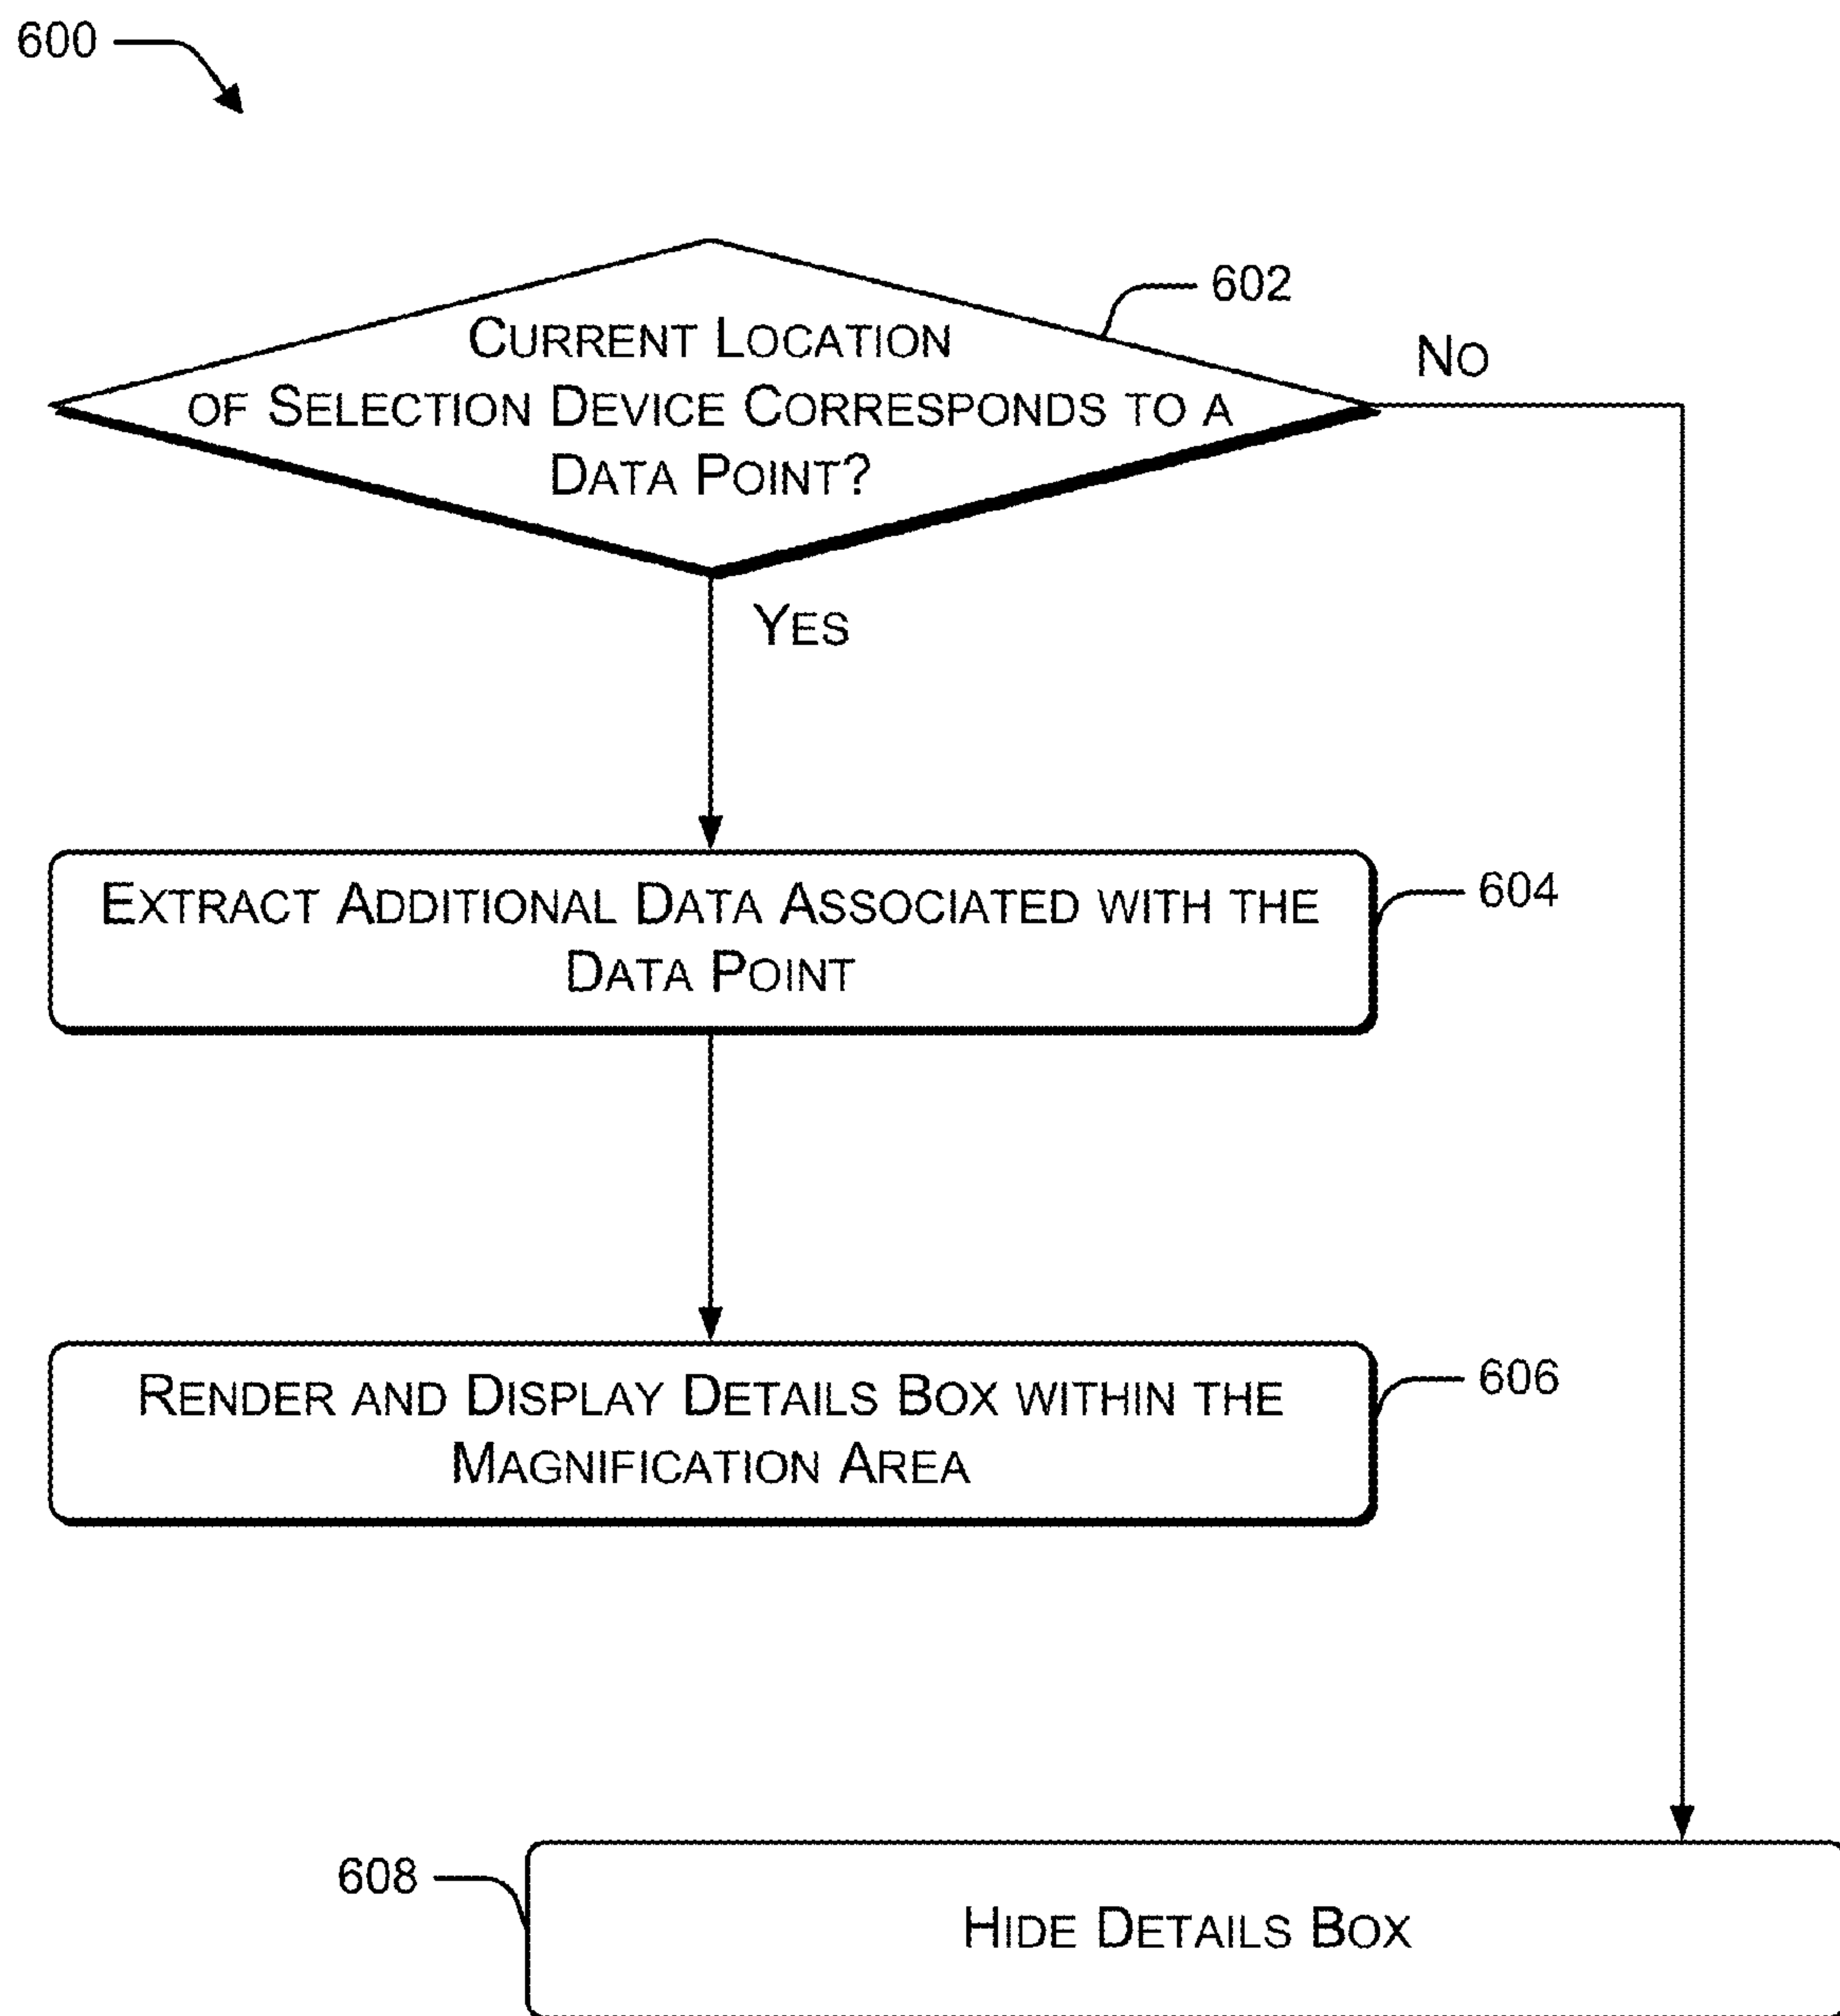 600
602
CURRENT LOCATION
OF SELECTION DEVICE CORRESPONDS TO A
DATA POINT?
NO
YES
604
EXTRACT ADDITIONAL DATA ASSOCIATED WITH THE
DATA POINT
606
RENDER AND DISPLAY DETAILS BOX WITHIN THE
MAGNIFICATION AREA
608
HIDE DETAILS BOX